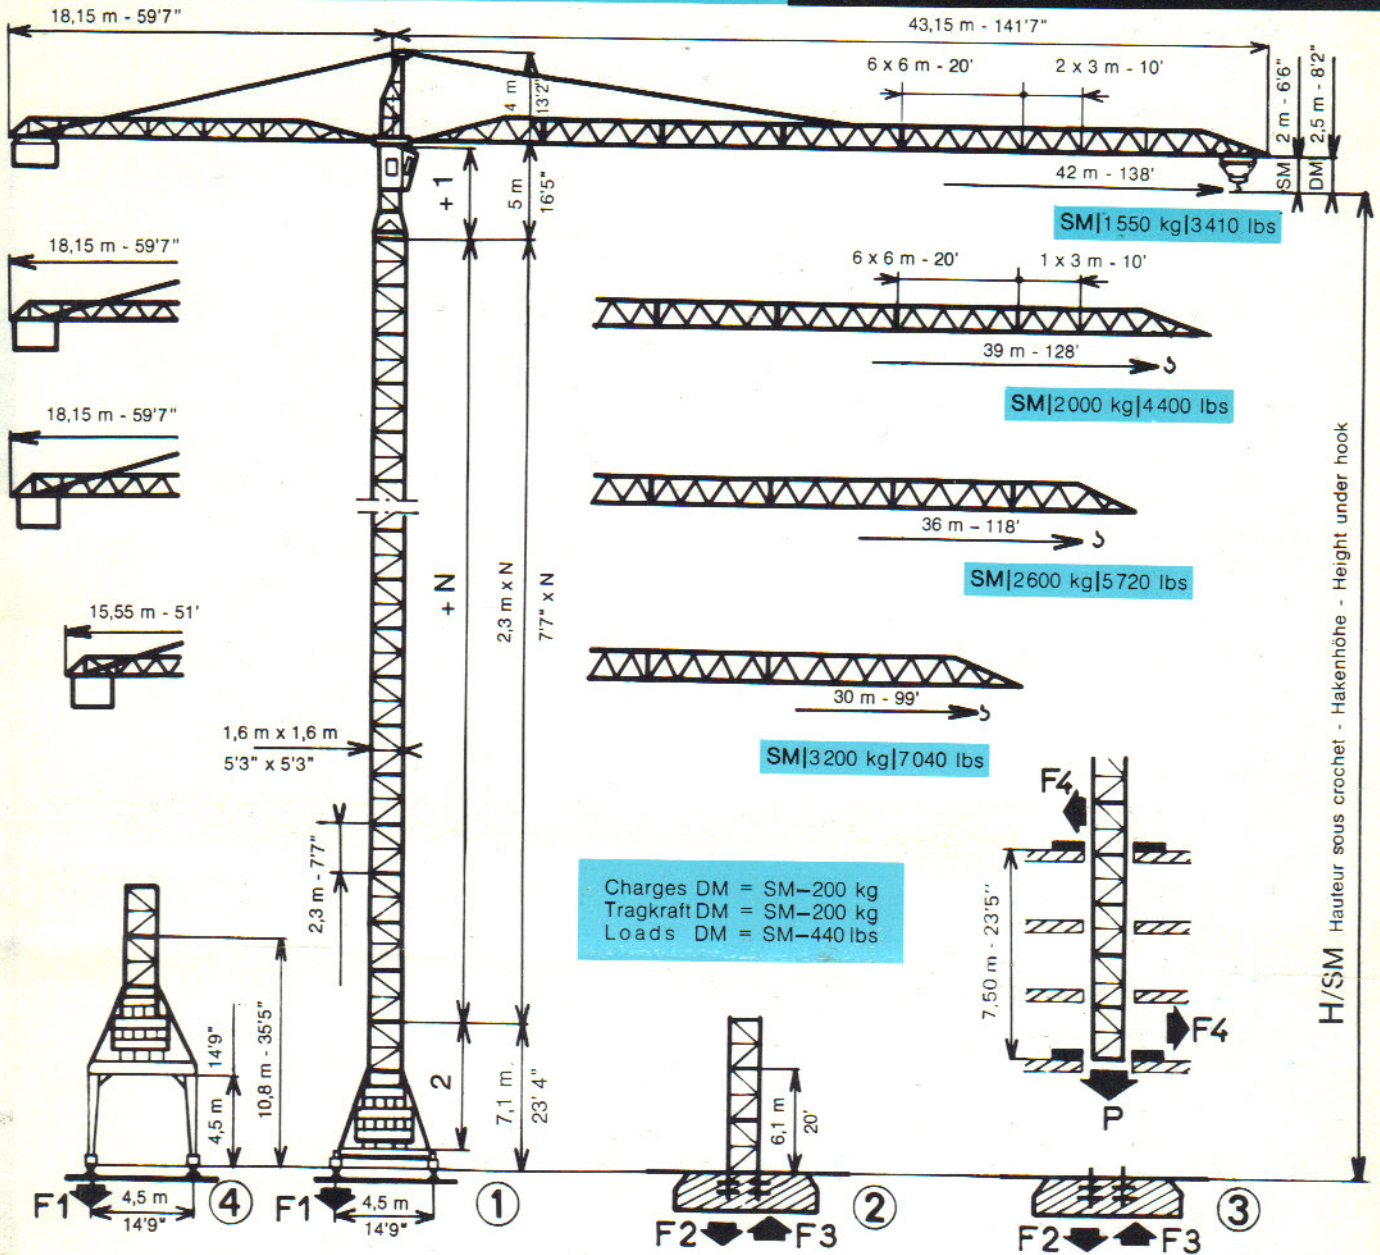 18,15 m - 59'7"
43,15 m - 141'7"
6 x 6 m - 20'
2 x 3 m - 10'
4 m
13'2"
SM 2 m - 6'6"
DM 2,5 m - 8'2"
+ 1
5 m
16'5"
42 m - 138'
SM|1550 kg|3410 lbs
18,15 m - 59'7"
6 x 6 m - 20'
1 x 3 m - 10'
39 m - 128'
SM|2000 kg|4400 lbs
18,15 m - 59'7"
36 m - 118'
SM|2600 kg|5720 lbs
+ N
2,3 m x N
7'7" x N
15,55 m - 51'
30 m - 99'
SM|3200 kg|7040 lbs
1,6 m x 1,6 m
5'3" x 5'3"
2,3 m - 7'7"
H/SM Hauteur sous crochet - Hakenhöhe - Height under hook
Charges DM = SM-200 kg
Tragkraft DM = SM-200 kg
Loads DM = SM-440 lbs
F4
7,50 m - 23'5"
F4
P
14'9"
4,5 m
10,8 m - 35'5"
2
7,1 m
23' 4"
6,1 m
20'
F1
4,5 m
14'9"
4
F1
4,5 m
14'9"
1
F2
F3
2
F2
F3
3